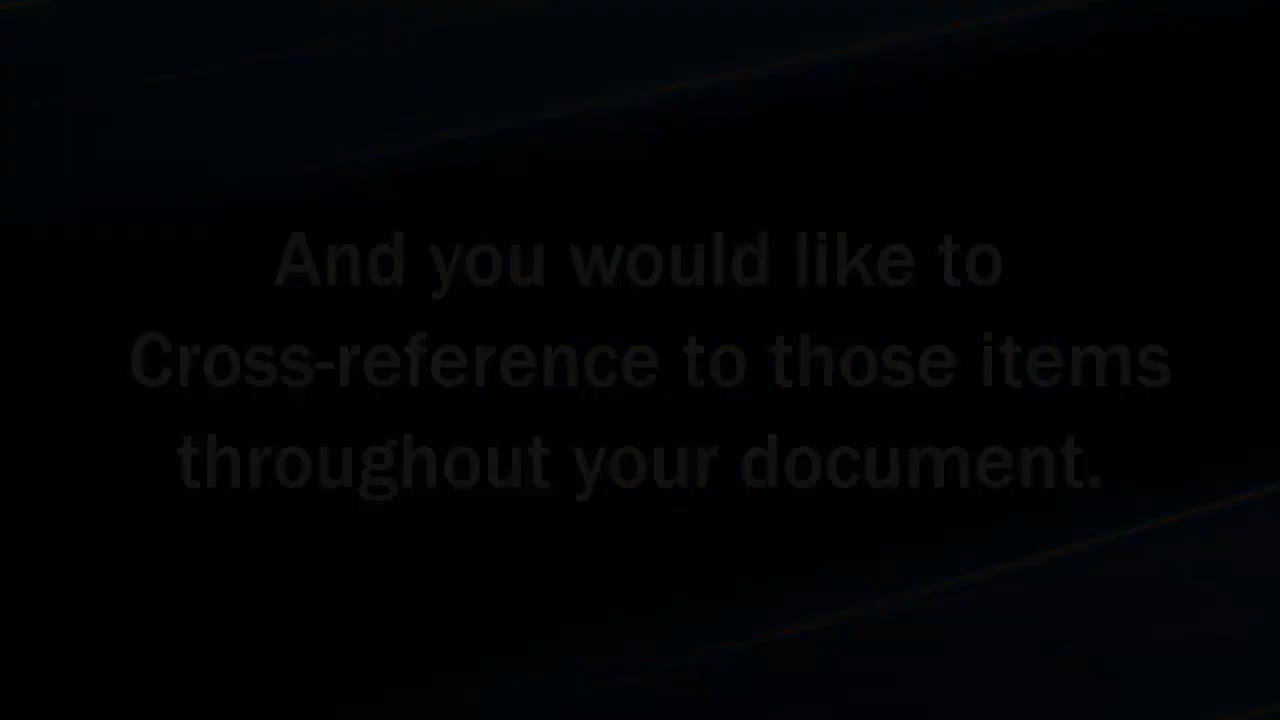 And you would like to
Cross-reference to those items
throughout your document.